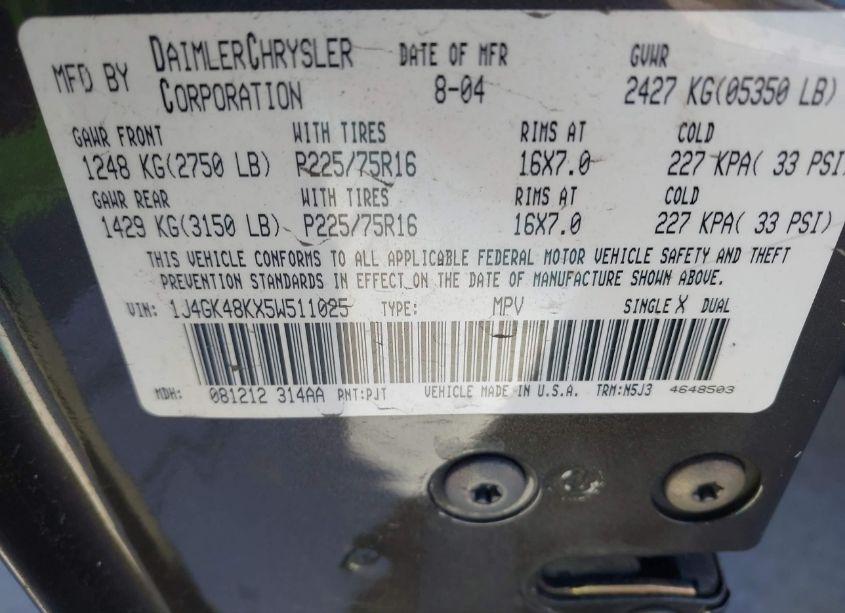 MFD BY DAIMLERCHRYSLER CORPORATION DATE OF MFR 8-04 GVWR 2427 KG(05350 LB)
GAWR FRONT WITH TIRES RIMS AT COLD
1248 KG(2750 LB) P225/75R16 16X7.0 227 KPA( 33 PSI)
GAWR REAR WITH TIRES RIMS AT COLD
1429 KG(3150 LB) P225/75R16 16X7.0 227 KPA( 33 PSI)
THIS VEHICLE CONFORMS TO ALL APPLICABLE FEDERAL MOTOR VEHICLE SAFETY AND THEFT
PREVENTION STANDARDS IN EFFECT ON THE DATE OF MANUFACTURE SHOWN ABOVE.
VIN: 1J4GK48KX5W511025 TYPE: MPV SINGLE X DUAL
MDH: 081212 314AA PNT:PJT VEHICLE MADE IN U.S.A. TRM:N5J3 4648503